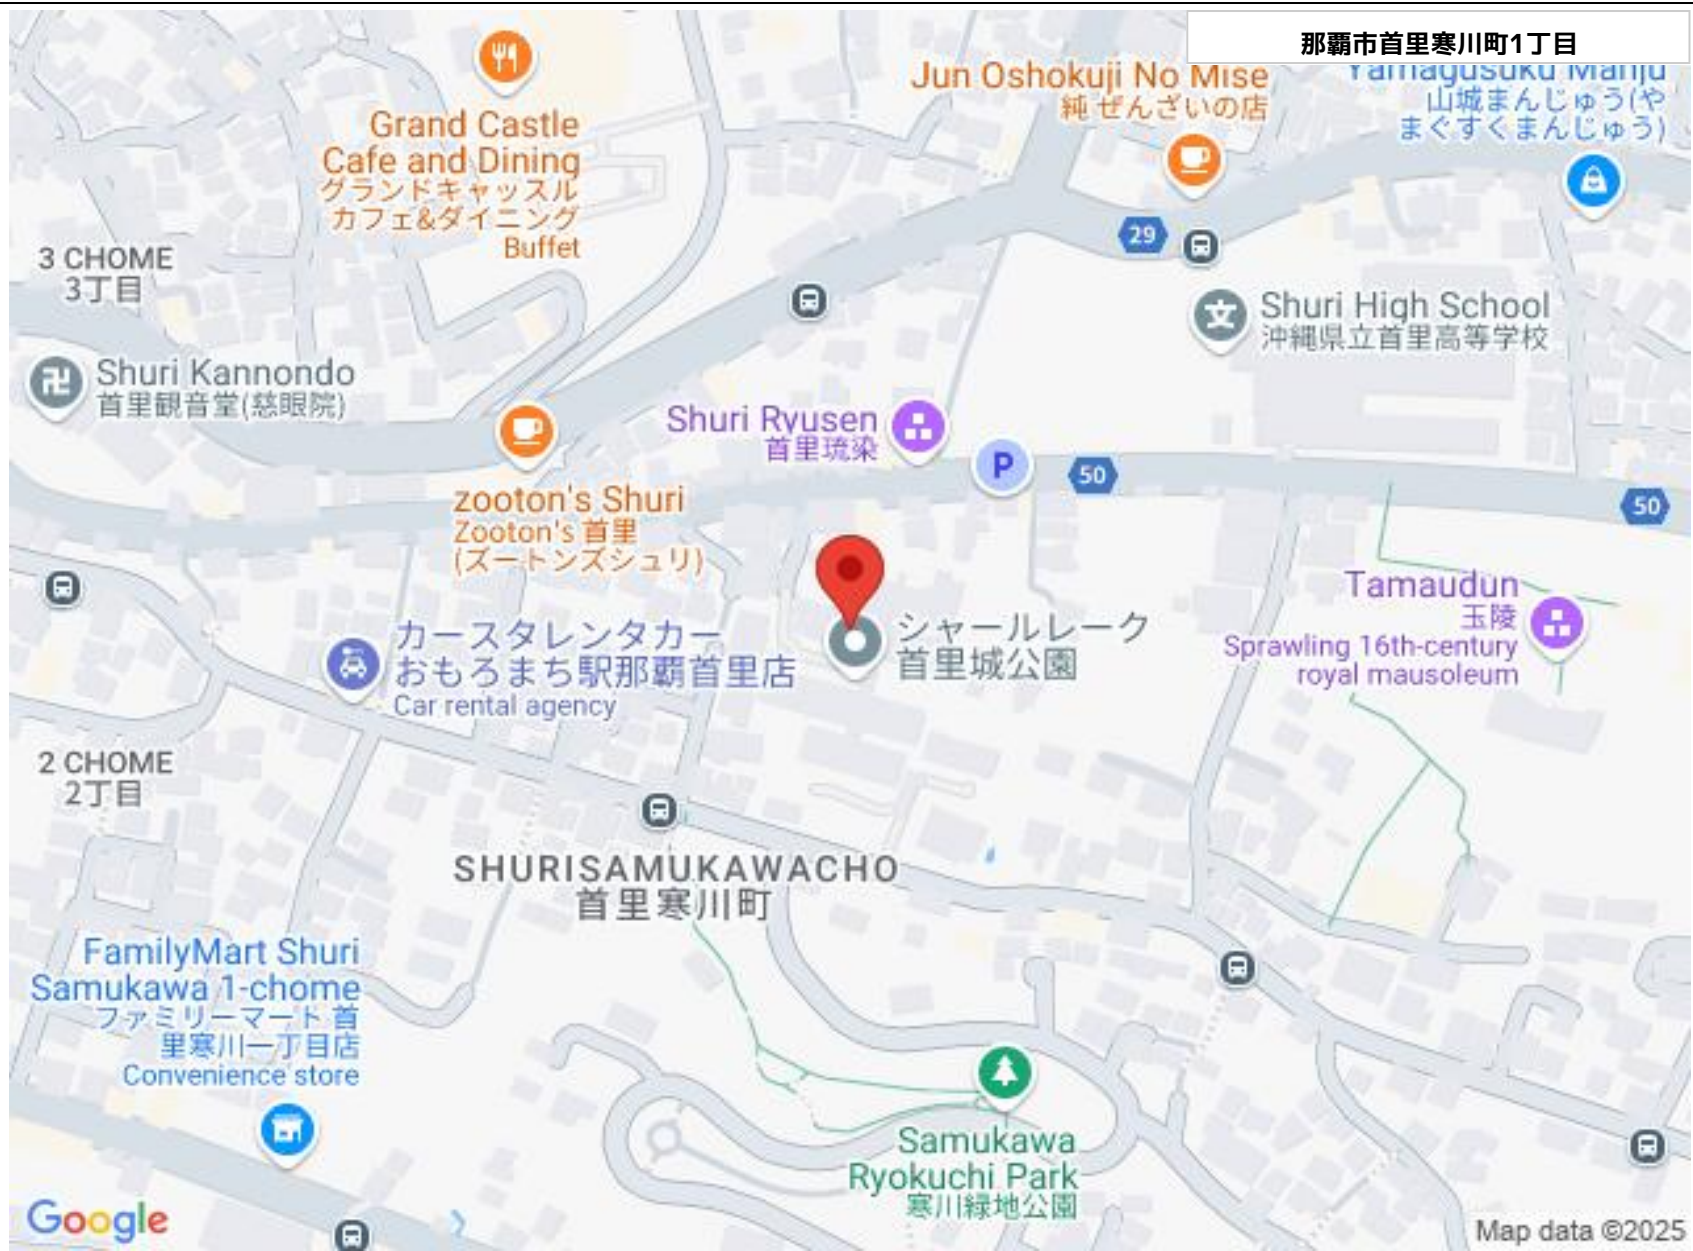 那覇市首里寒川町1丁目
Jun Oshokuji No Mise
純 ぜんざいの店
Yamagusuku Manju
山城まんじゅう(や
まぐすくまんじゅう)
Grand Castle
Cafe and Dining
グランドキャッスル
カフェ&ダイニング
Buffet
29
3 CHOME
3丁目
Shuri High School
沖縄県立首里高等学校
Shuri Kannondo
首里観音堂(慈眼院)
Shuri Ryusen
首里琉染
P
50
50
zooton's Shuri
Zooton's 首里
(ズートンズシュリ)
Tamaudun
玉陵
Sprawling 16th-century
royal mausoleum
シャールレーク
首里城公園
カースタレンタカー
おもろまち駅那覇首里店
Car rental agency
2 CHOME
2丁目
SHURISAMUKAWACHO
首里寒川町
FamilyMart Shuri
Samukawa 1-chome
ファミリーマート 首
里寒川一丁目店
Convenience store
Samukawa
Ryokuchi Park
寒川緑地公園
Google
Map data ©2025